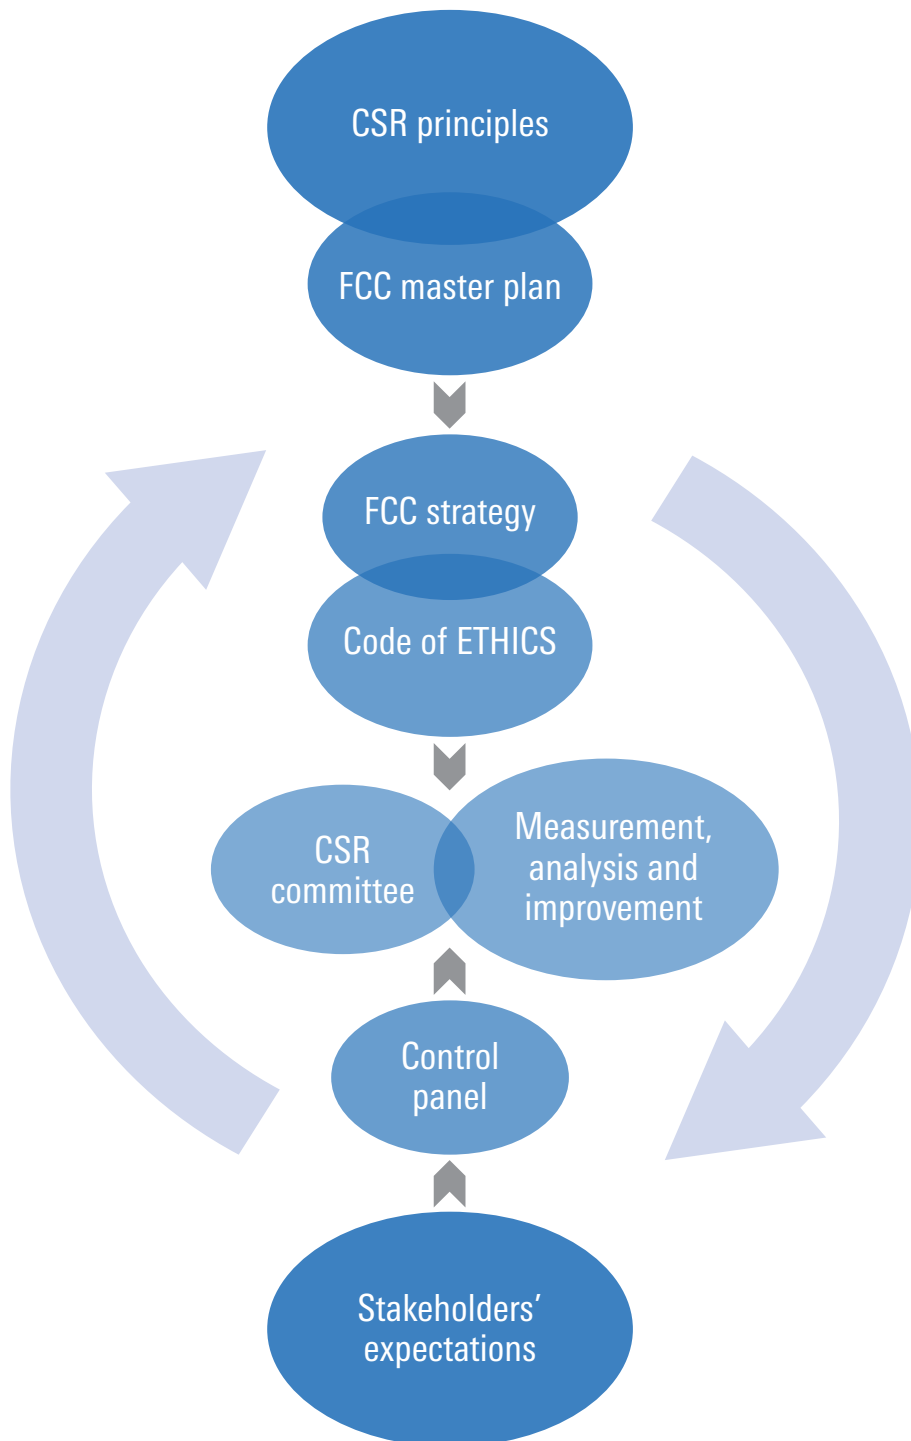 CSR principles
FCC master plan
FCC strategy
Code of ETHICS
CSR
committee
Measurement,
analysis and
improvement
Control
panel
Stakeholders’
expectations